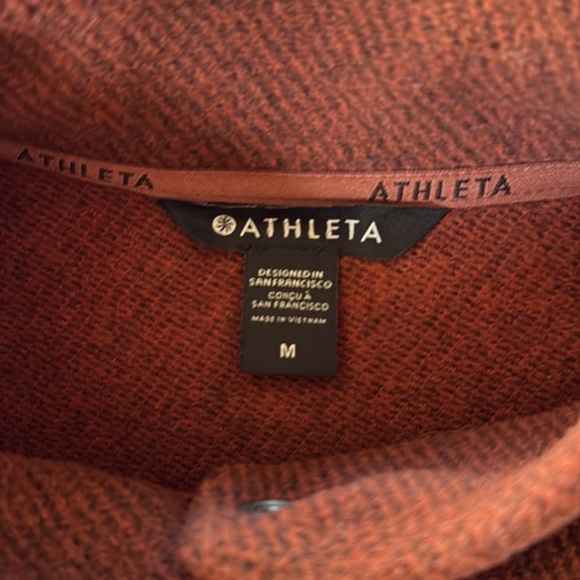 ATHLETA ATHLETA
ATHLETA
DESIGNED IN
SAN FRANCISCO
CONÇU À
SAN FRANCISCO
MADE IN VIETNAM
M